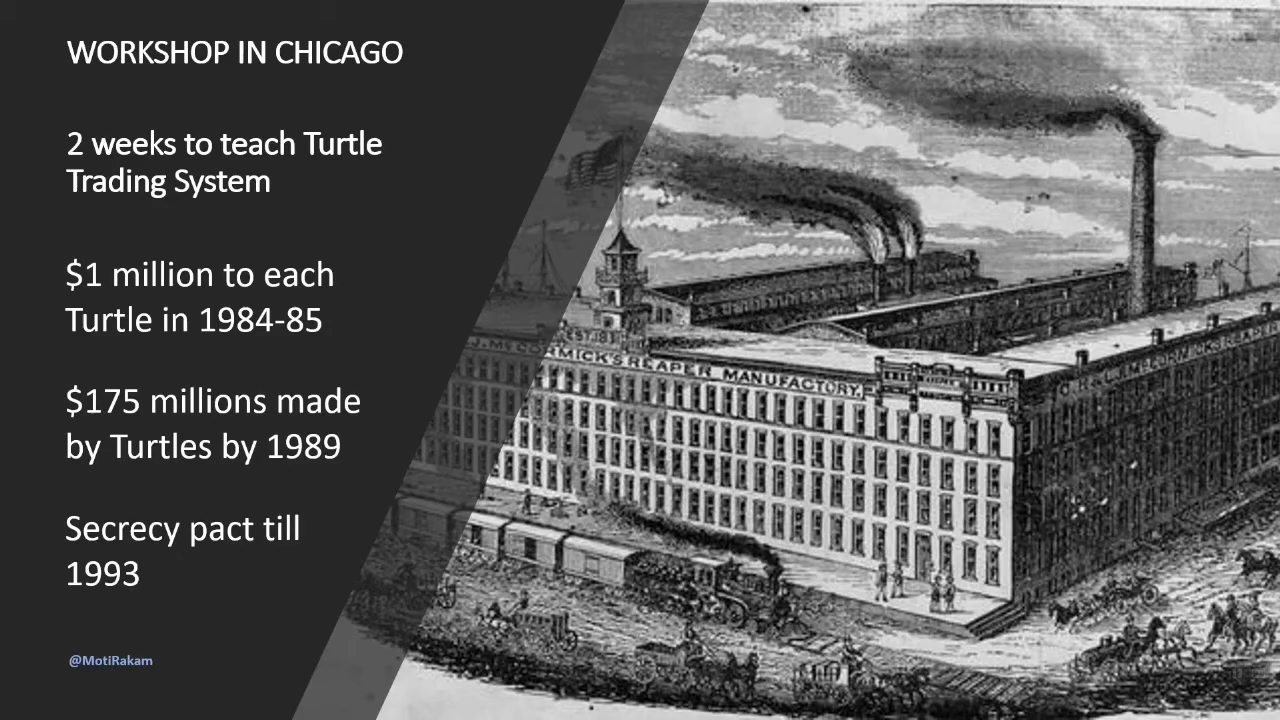 WORKSHOP IN CHICAGO
2 weeks to teach Turtle
Trading System
$1 million to each
Turtle in 1984-85
$175 millions made
by Turtles by 1989
Secrecy pact till
1993
@MotiRakam
McCORMICK'S REAPER MANUFACTORY.